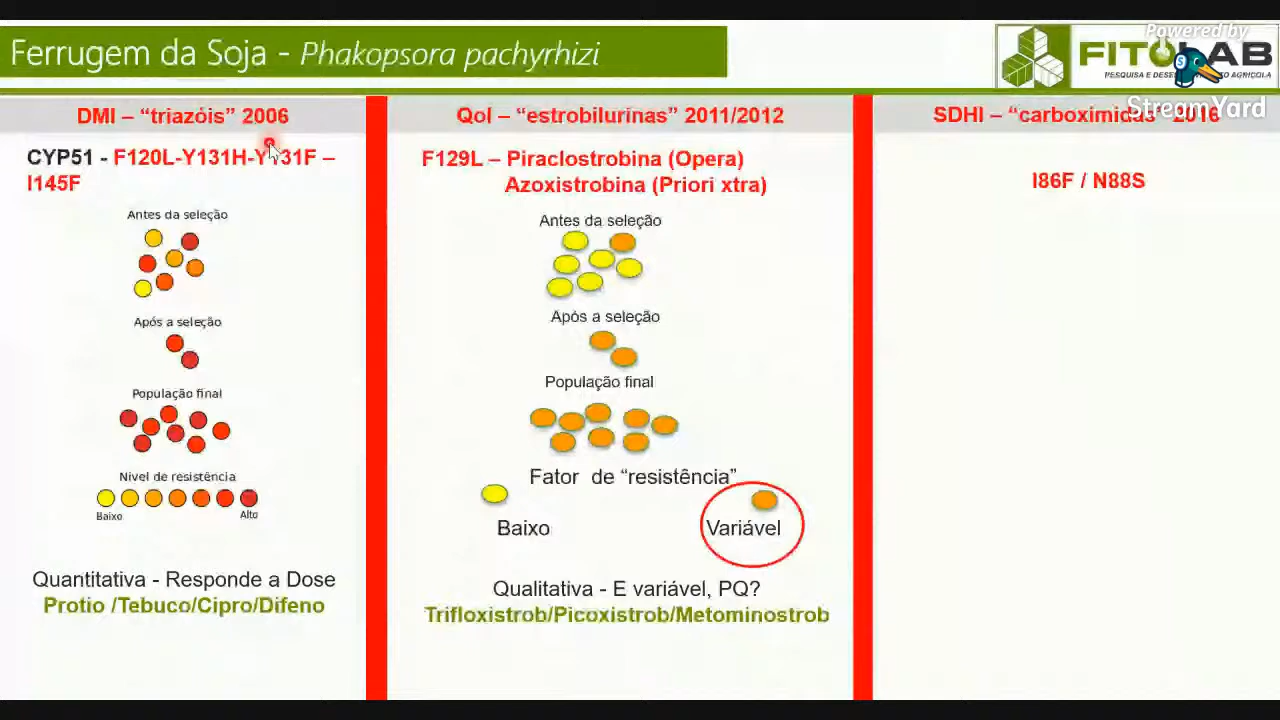 Ferrugem da Soja - Phakopsora pachyrhizi
Powered by
FITOLAB
PESQUISA E AGRÍCOLA
StreamYard
DMI – “triazóis” 2006
CYP51 - F120L-Y131H-Y131F –
I145F
Antes da seleção
Após a seleção
População final
Nivel de resistência
Baixo
Alto
Quantitativa - Responde a Dose
Protio /Tebuco/Cipro/Difeno
QoI – “estrobilurinas” 2011/2012
F129L – Piraclostrobina (Opera)
Azoxistrobina (Priori xtra)
Antes da seleção
Após a seleção
População final
Fator de “resistência”
Baixo
Variável
Qualitativa - E variável, PQ?
Trifloxistrob/Picoxistrob/Metominostrob
SDHI – “carboximidas” 2016
I86F / N88S